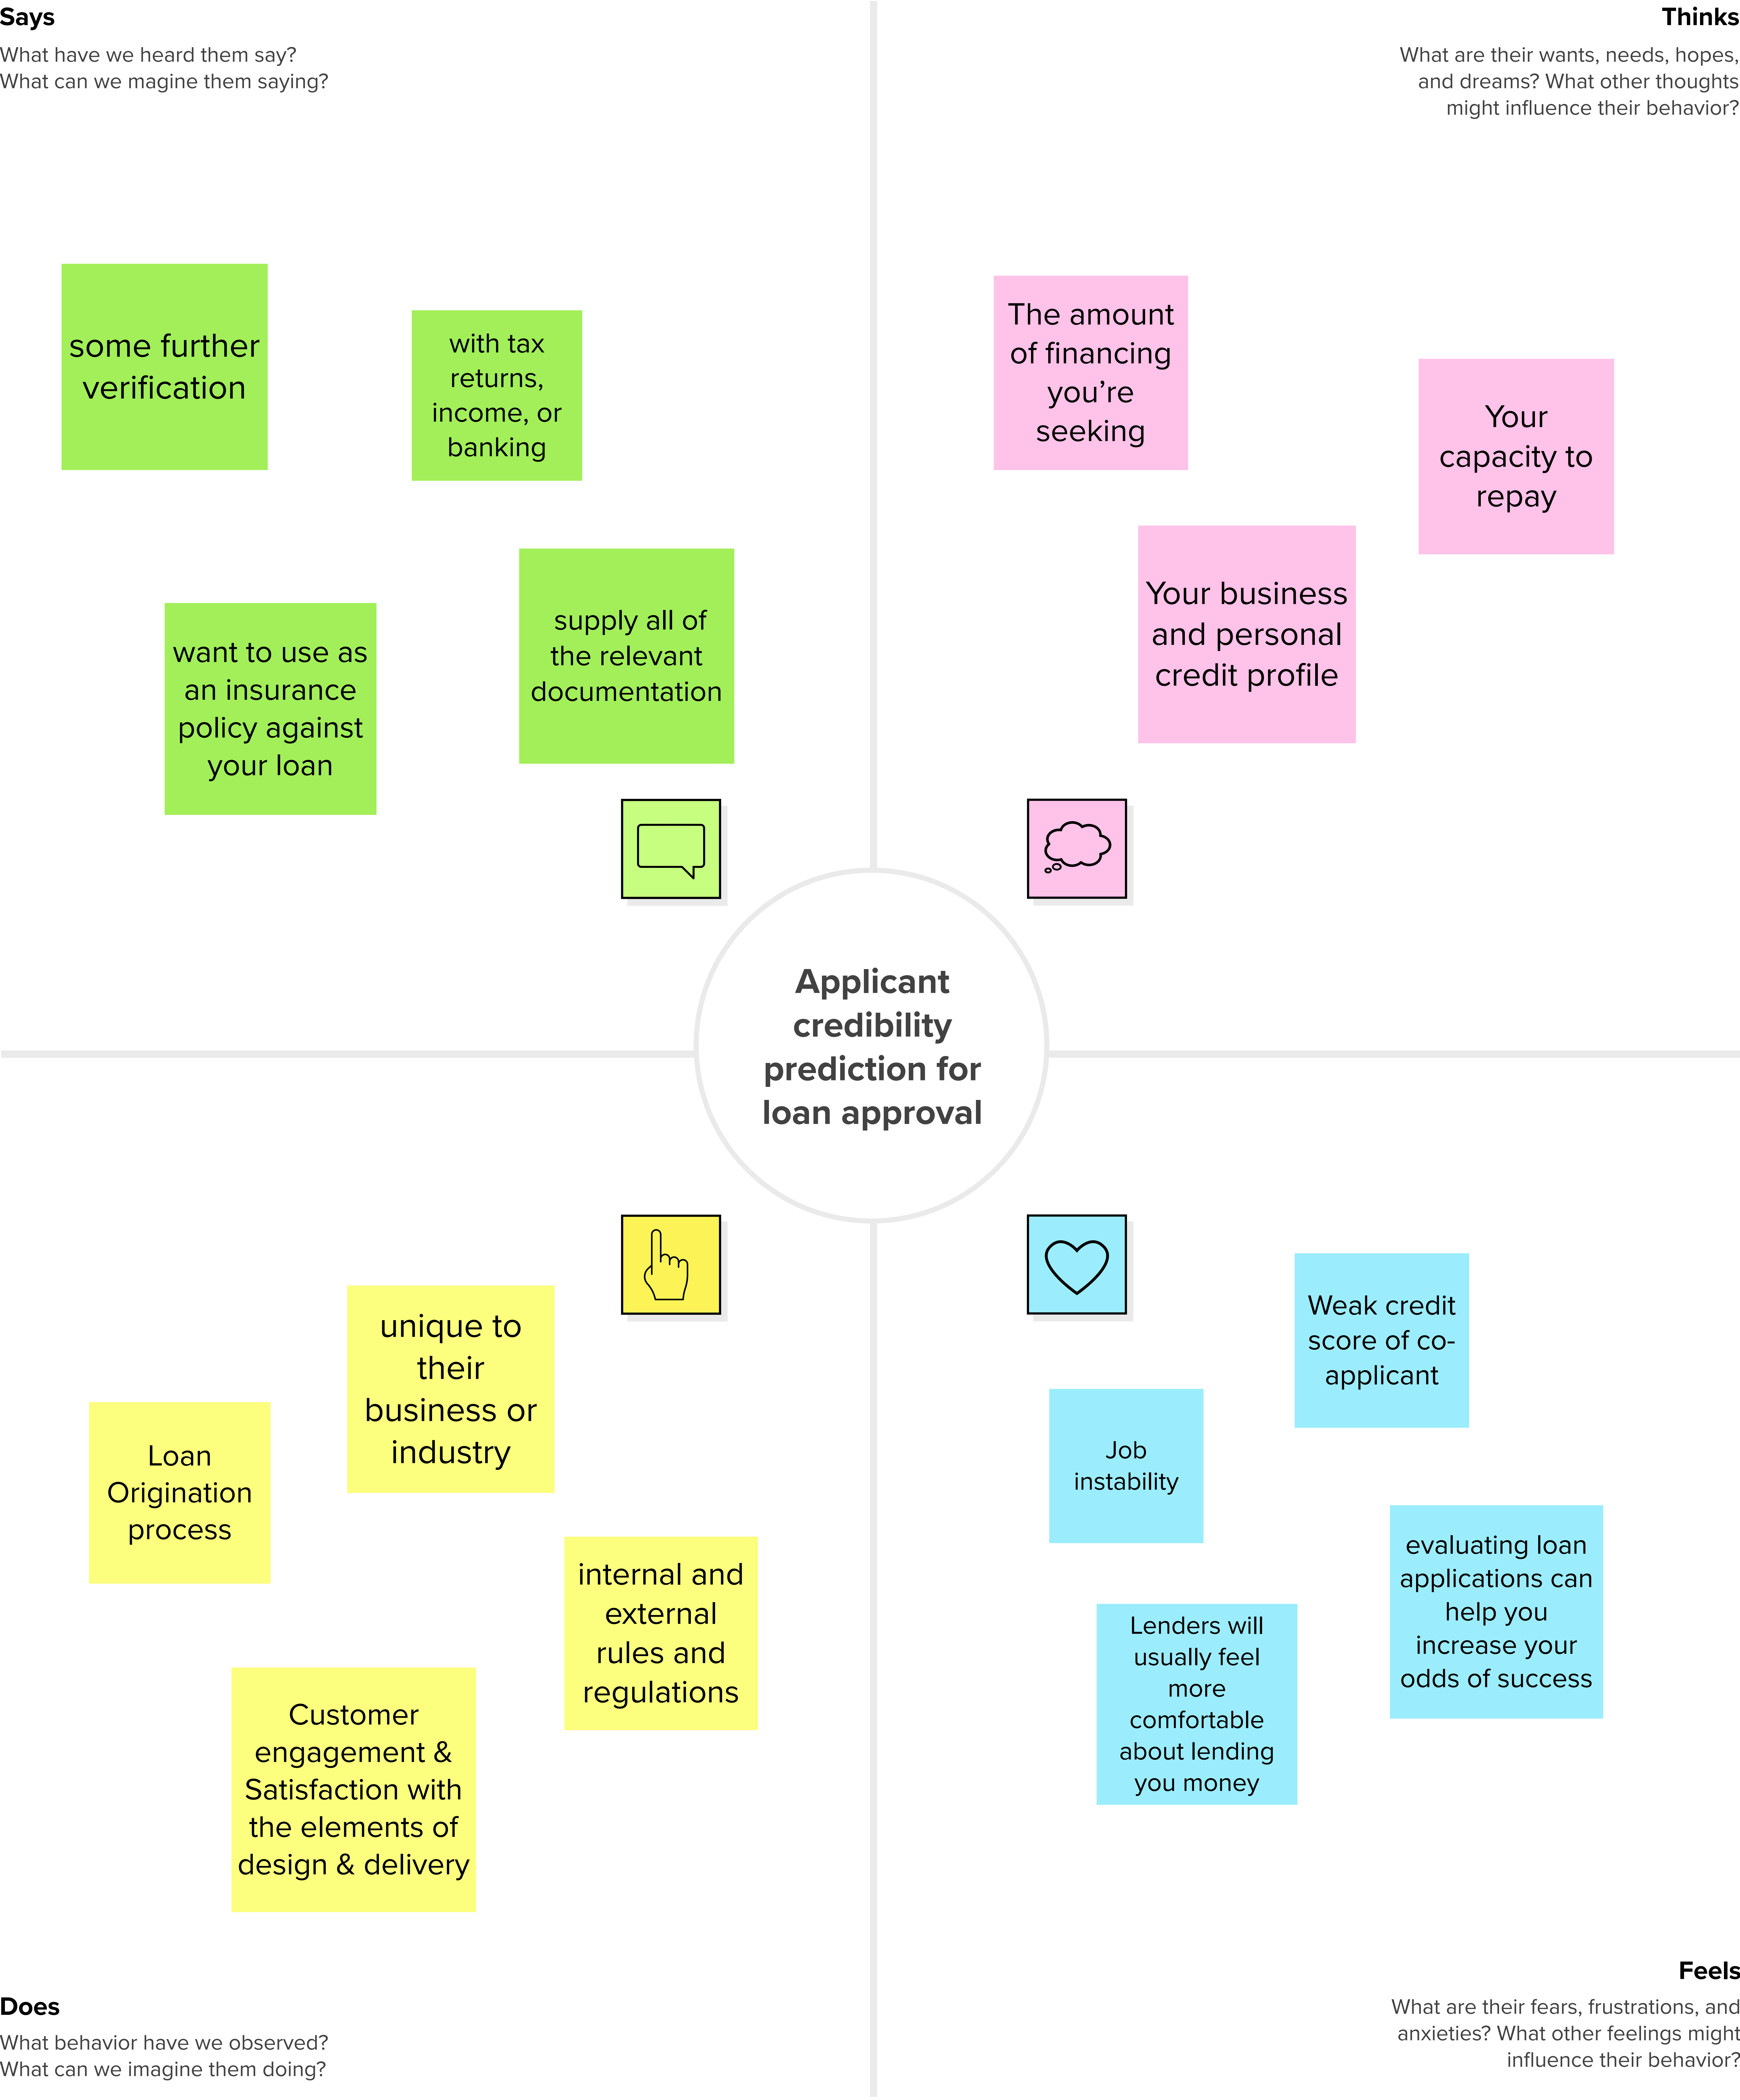 Says
What have we heard them say?
What can we magine them saying?
Thinks
What are their wants, needs, hopes,
and dreams? What other thoughts
might influence their behavior?
some further
verification
with tax
returns,
income, or
banking
want to use as
an insurance
policy against
your loan
supply all of
the relevant
documentation
The amount
of financing
you’re
seeking
Your
capacity to
repay
Your business
and personal
credit profile
Applicant
credibility
prediction for
loan approval
unique to
their
business or
industry
Loan
Origination
process
internal and
external
rules and
regulations
Customer
engagement &
Satisfaction with
the elements of
design & delivery
Weak credit
score of co-
applicant
Job
instability
evaluating loan
applications can
help you
increase your
odds of success
Lenders will
usually feel
more
comfortable
about lending
you money
Does
What behavior have we observed?
What can we imagine them doing?
Feels
What are their fears, frustrations, and
anxieties? What other feelings might
influence their behavior?